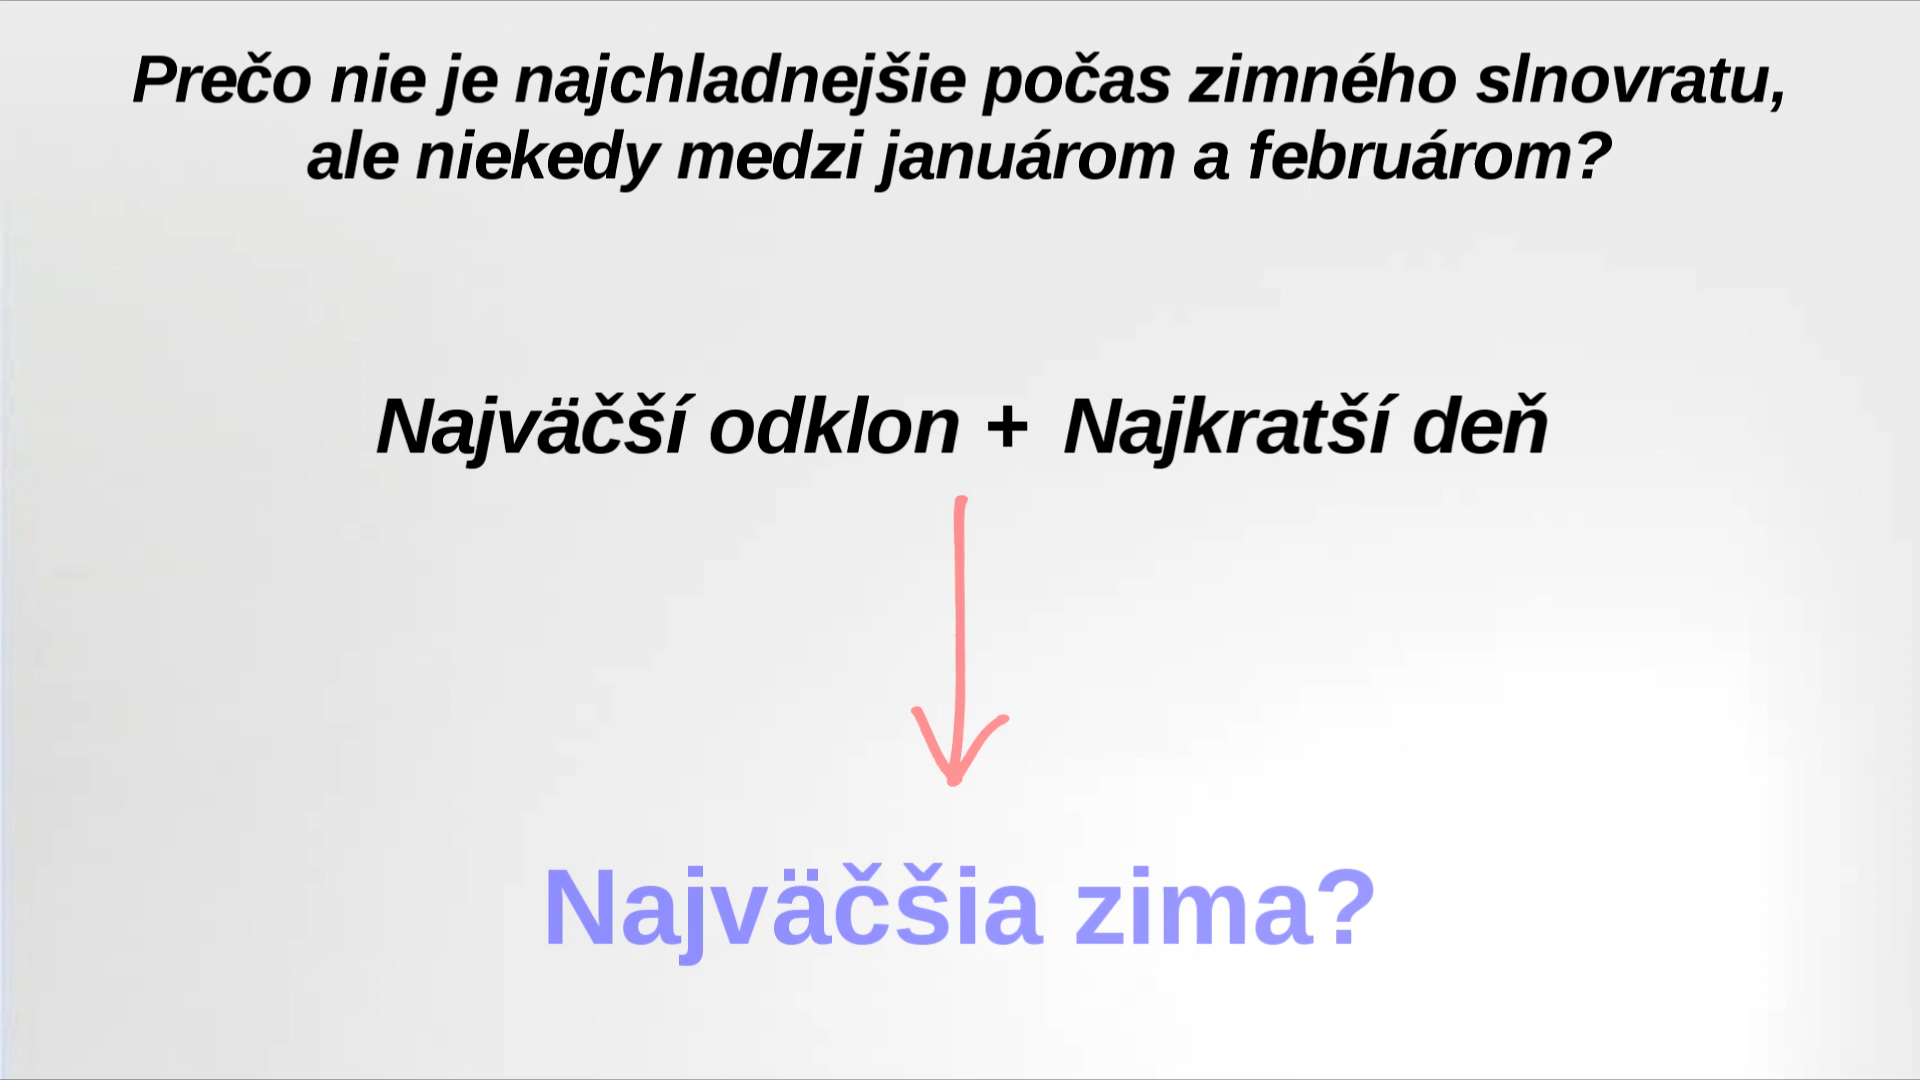 Prečo nie je najchladnejšie počas zimného slnovratu,
ale niekedy medzi januárom a februárom?
Najväčší odklon + Najkratší deň
Najväčšia zima?